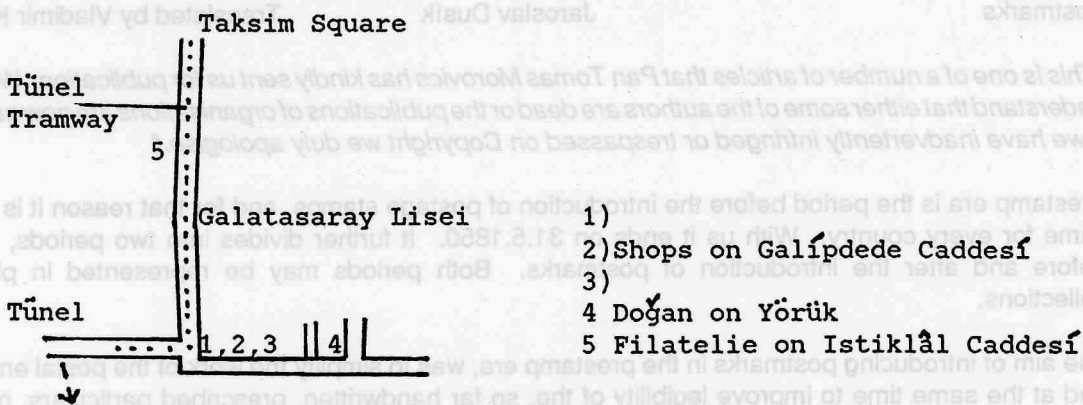 Taksim Square
Tünel
Tramway
5
Galatasaray Lisei
1)
2)Shops on Galípdede Caddesí
3)
Tünel
4 Doğan on Yörük
1,2,3 4
5 Filatelie on Istiklâl Caddesí